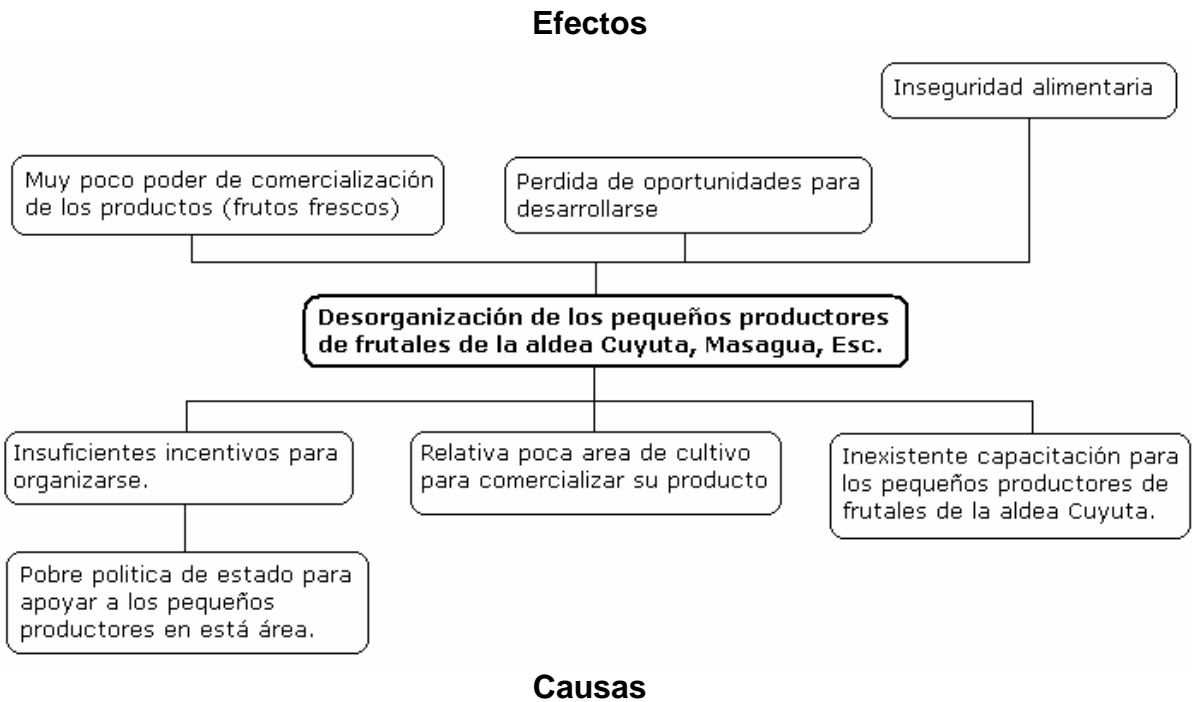 Efectos
Inseguridad alimentaria
Muy poco poder de comercialización
de los productos (frutos frescos)
Perdida de oportunidades para
desarrollarse
Desorganización de los pequeños productores
de frutales de la aldea Cuyuta, Masagua, Esc.
Insuficientes incentivos para
organizarse.
Relativa poca area de cultivo
para comercializar su producto
Inexistente capacitación para
los pequeños productores de
frutales de la aldea Cuyuta.
Pobre politica de estado para
apoyar a los pequeños
productores en está área.
Causas